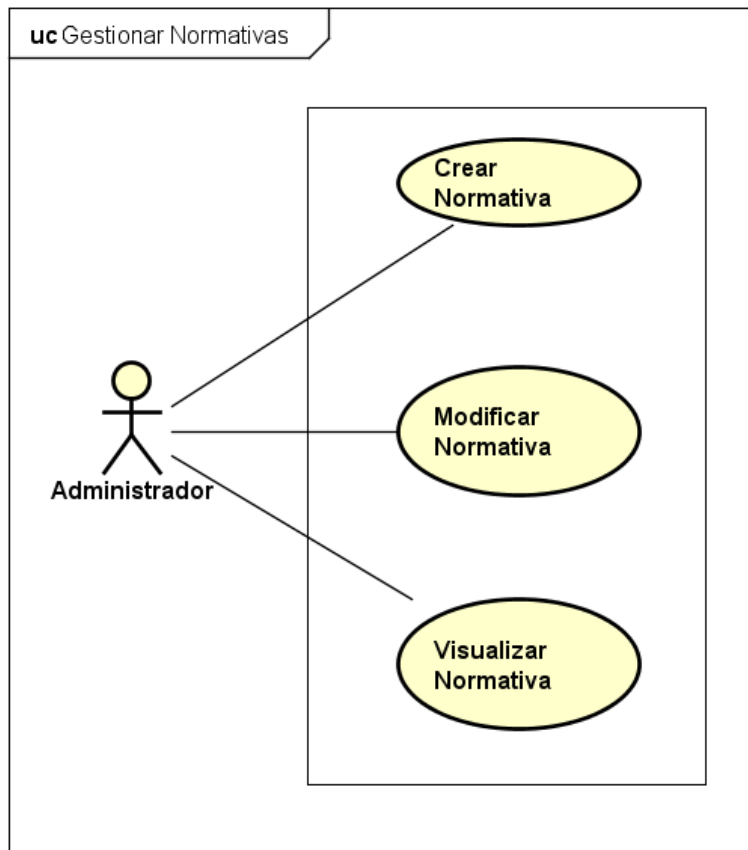 uc Gestionar Normativas
Crear
Normativa
Administrador
Modificar
Normativa
Visualizar
Normativa